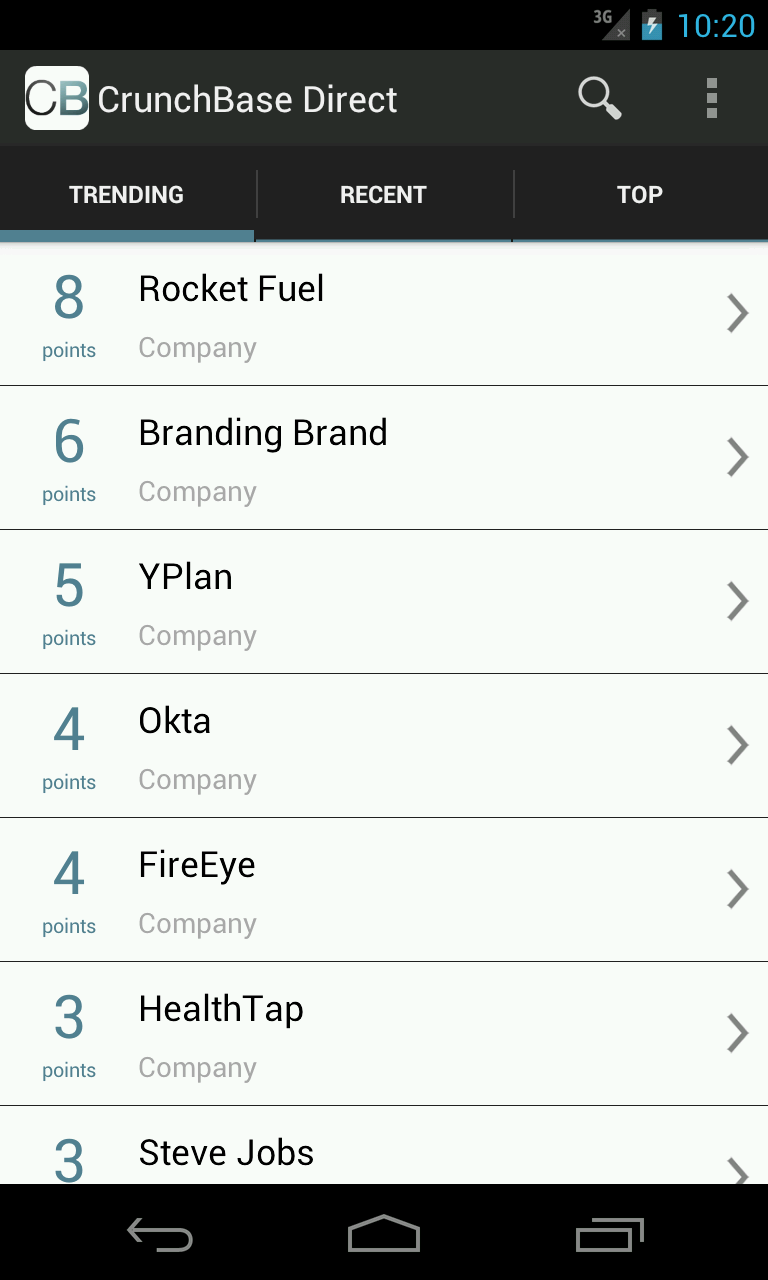 3G 10:20
CB CrunchBase Direct
TRENDING RECENT TOP
8 Rocket Fuel
points Company
6 Branding Brand
points Company
5 YPlan
points Company
4 Okta
points Company
4 FireEye
points Company
3 HealthTap
points Company
3 Steve Jobs